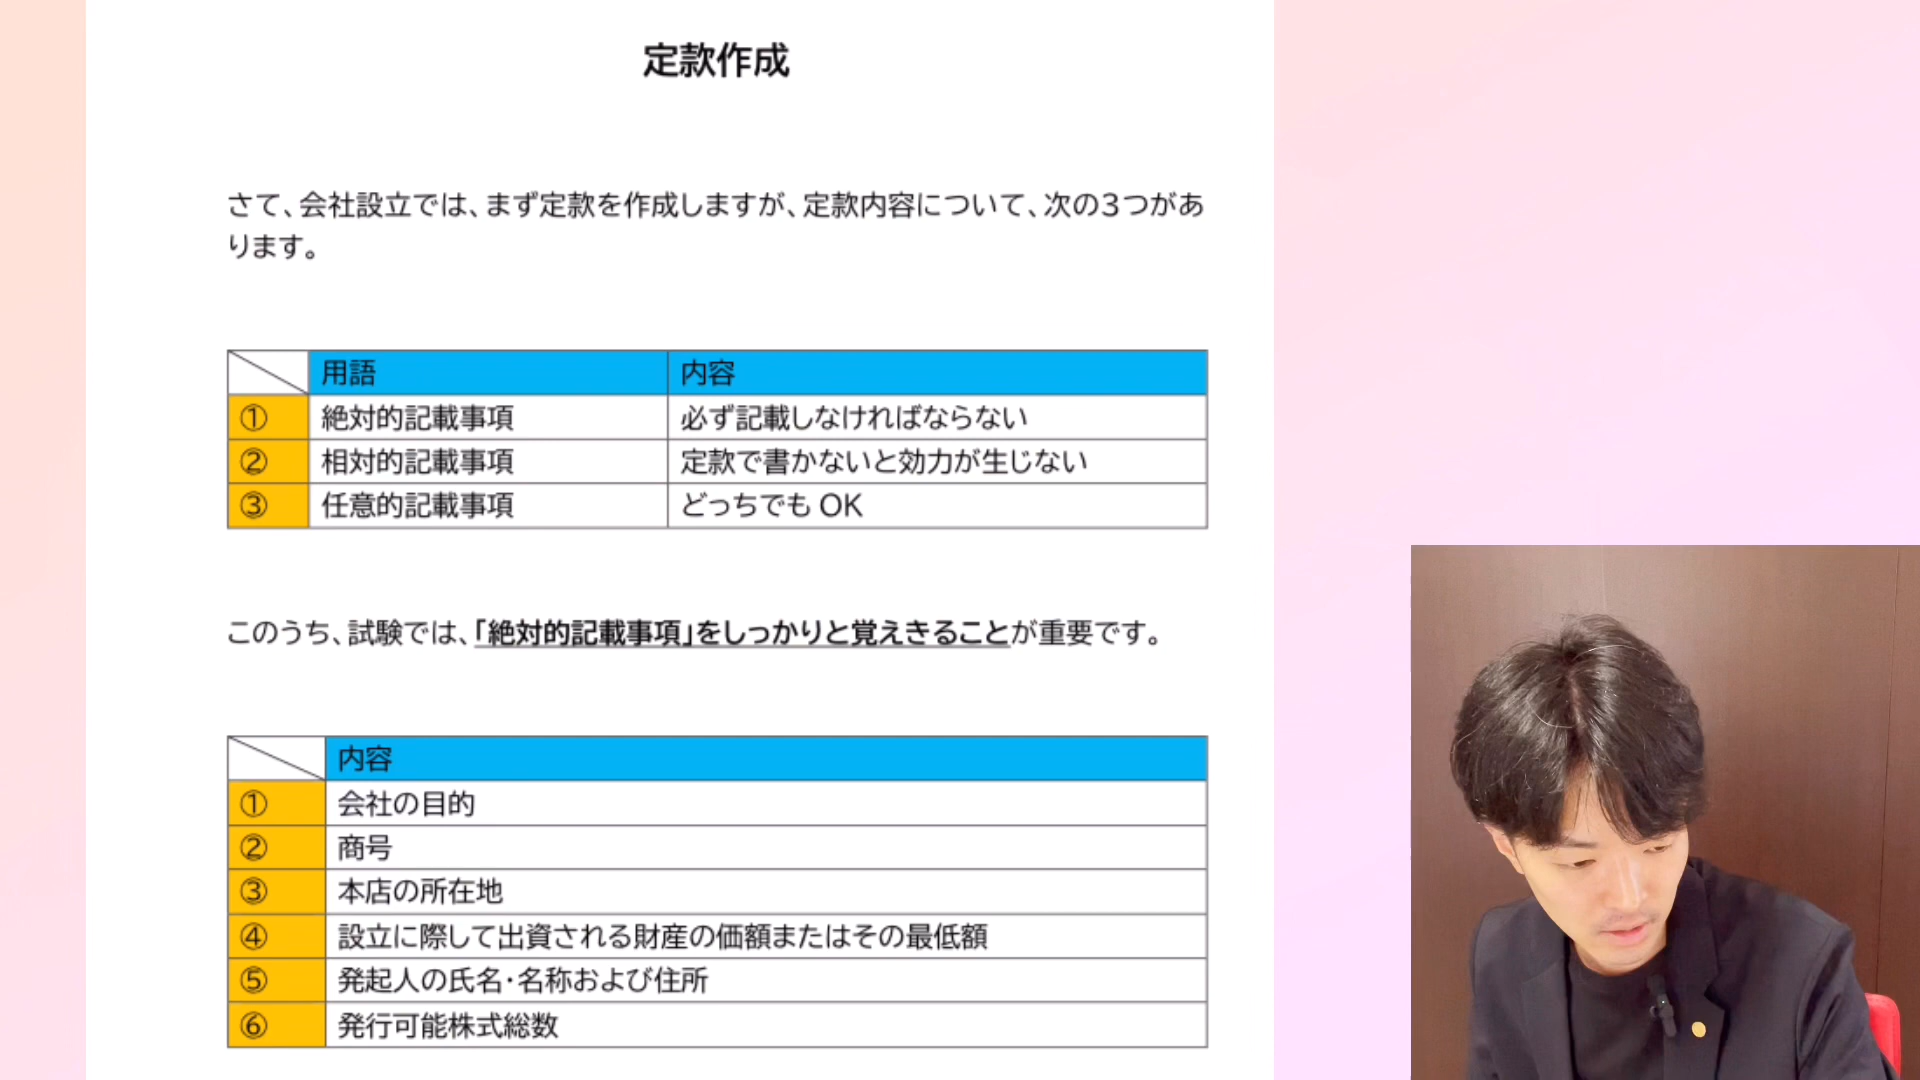 定款作成
さて、会社設立では、まず定款を作成しますが、定款内容について、次の３つがあ
ります。
用語 内容
① 絶対的記載事項 必ず記載しなければならない
② 相対的記載事項 定款で書かないと効力が生じない
③ 任意的記載事項 どっちでも OK
このうち、試験では、「絶対的記載事項」をしっかりと覚えきることが重要です。
内容
① 会社の目的
② 商号
③ 本店の所在地
④ 設立に際して出資される財産の価額またはその最低額
⑤ 発起人の氏名・名称および住所
⑥ 発行可能株式総数